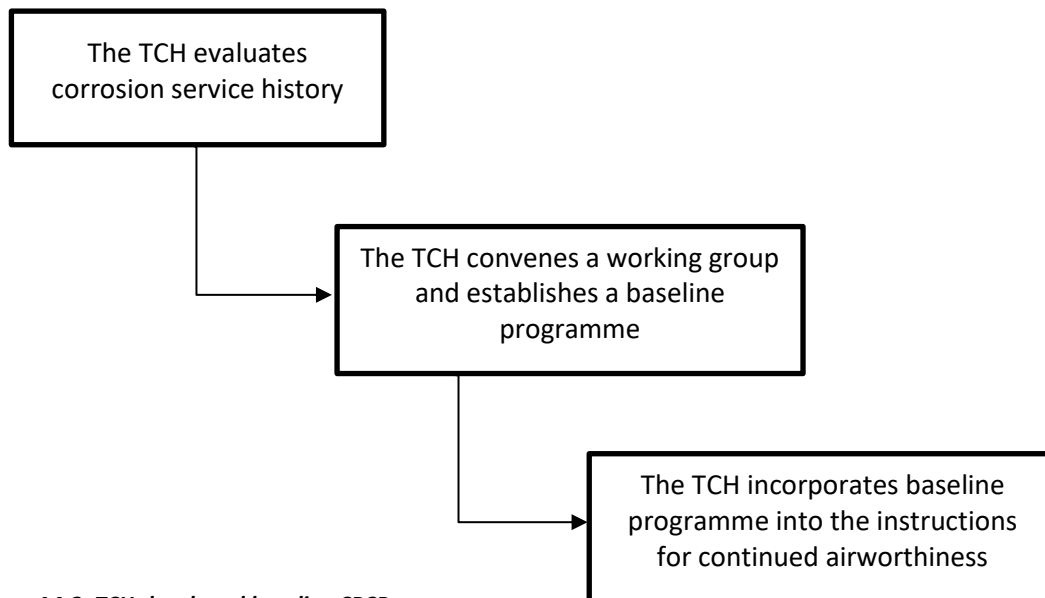 The TCH evaluates
corrosion service history
The TCH convenes a working group
and establishes a baseline
programme
The TCH incorporates baseline
programme into the instructions
for continued airworthiness